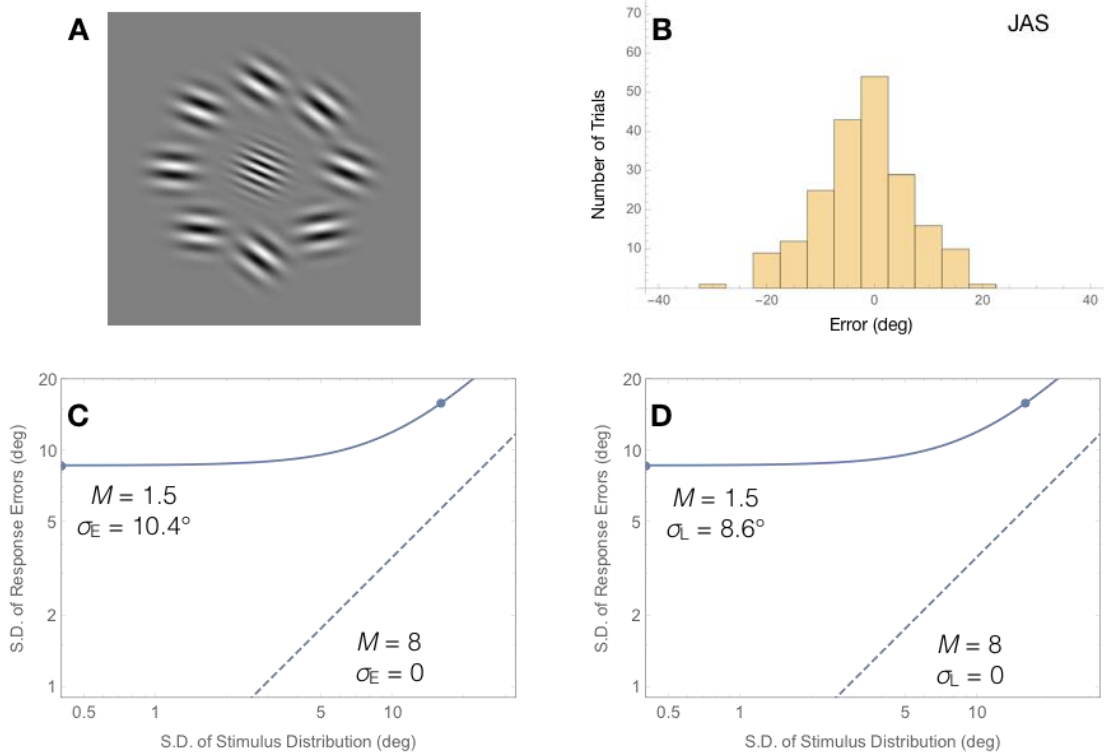 A
B
JAS
Number of Trials
70
60
50
40
30
20
10
−40
−20
0
20
40
Error (deg)
C
S.D. of Response Errors (deg)
20
10
5
2
1
M = 1.5
σE = 10.4°
M = 8
σE = 0
0.5
1
5
10
S.D. of Stimulus Distribution (deg)
D
S.D. of Response Errors (deg)
20
10
5
2
1
M = 1.5
σL = 8.6°
M = 8
σL = 0
0.5
1
5
10
S.D. of Stimulus Distribution (deg)